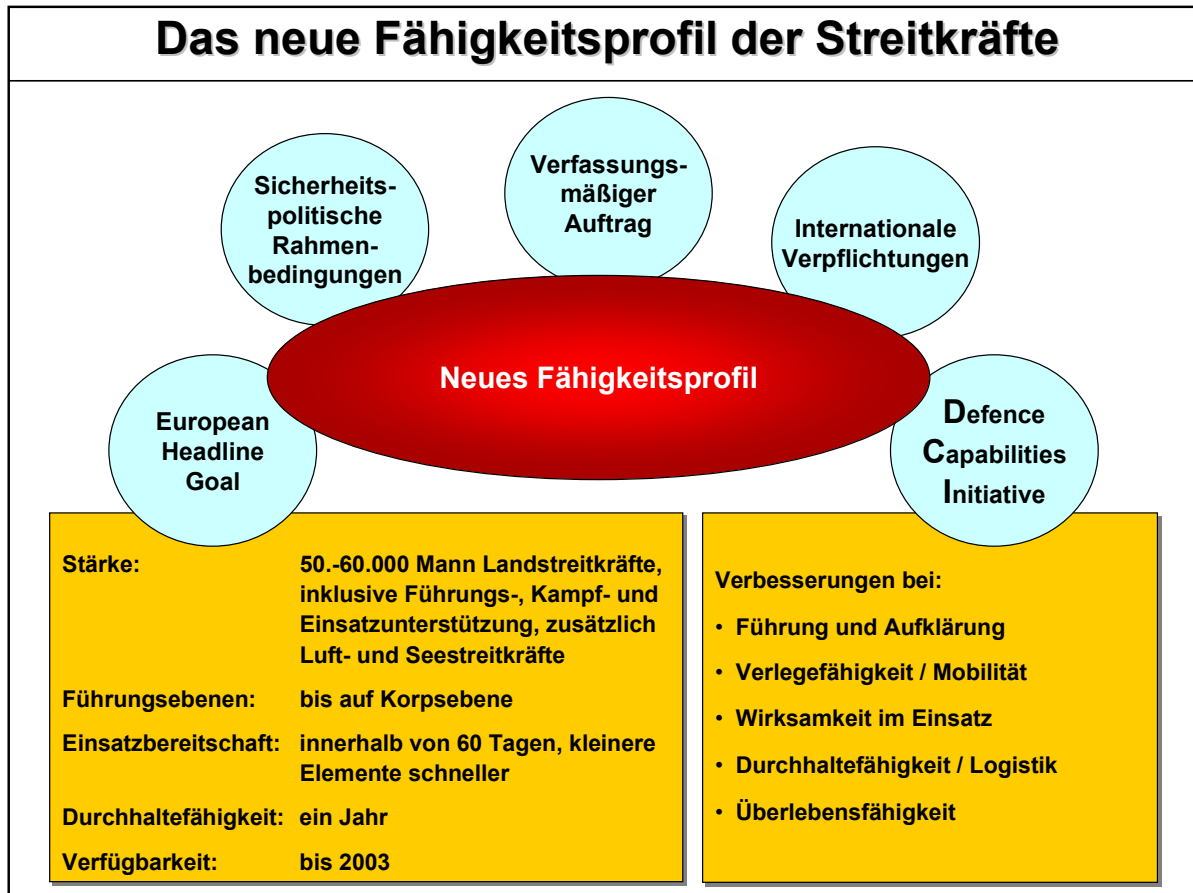 Das neue Fähigkeitsprofil der Streitkräfte
Verfassungs-
mäßiger
Auftrag
Sicherheits-
politische
Rahmen-
bedingungen
Internationale
Verpflichtungen
Neues Fähigkeitsprofil
European
Headline
Goal
Defence
Capabilities
Initiative
Stärke: 50.-60.000 Mann Landstreitkräfte,
inklusive Führungs-, Kampf- und
Einsatzunterstützung, zusätzlich
Luft- und Seestreitkräfte
Führungsebenen: bis auf Korpsebene
Einsatzbereitschaft: innerhalb von 60 Tagen, kleinere
Elemente schneller
Durchhaltefähigkeit: ein Jahr
Verfügbarkeit: bis 2003
Verbesserungen bei:
• Führung und Aufklärung
• Verlegefähigkeit / Mobilität
• Wirksamkeit im Einsatz
• Durchhaltefähigkeit / Logistik
• Überlebensfähigkeit